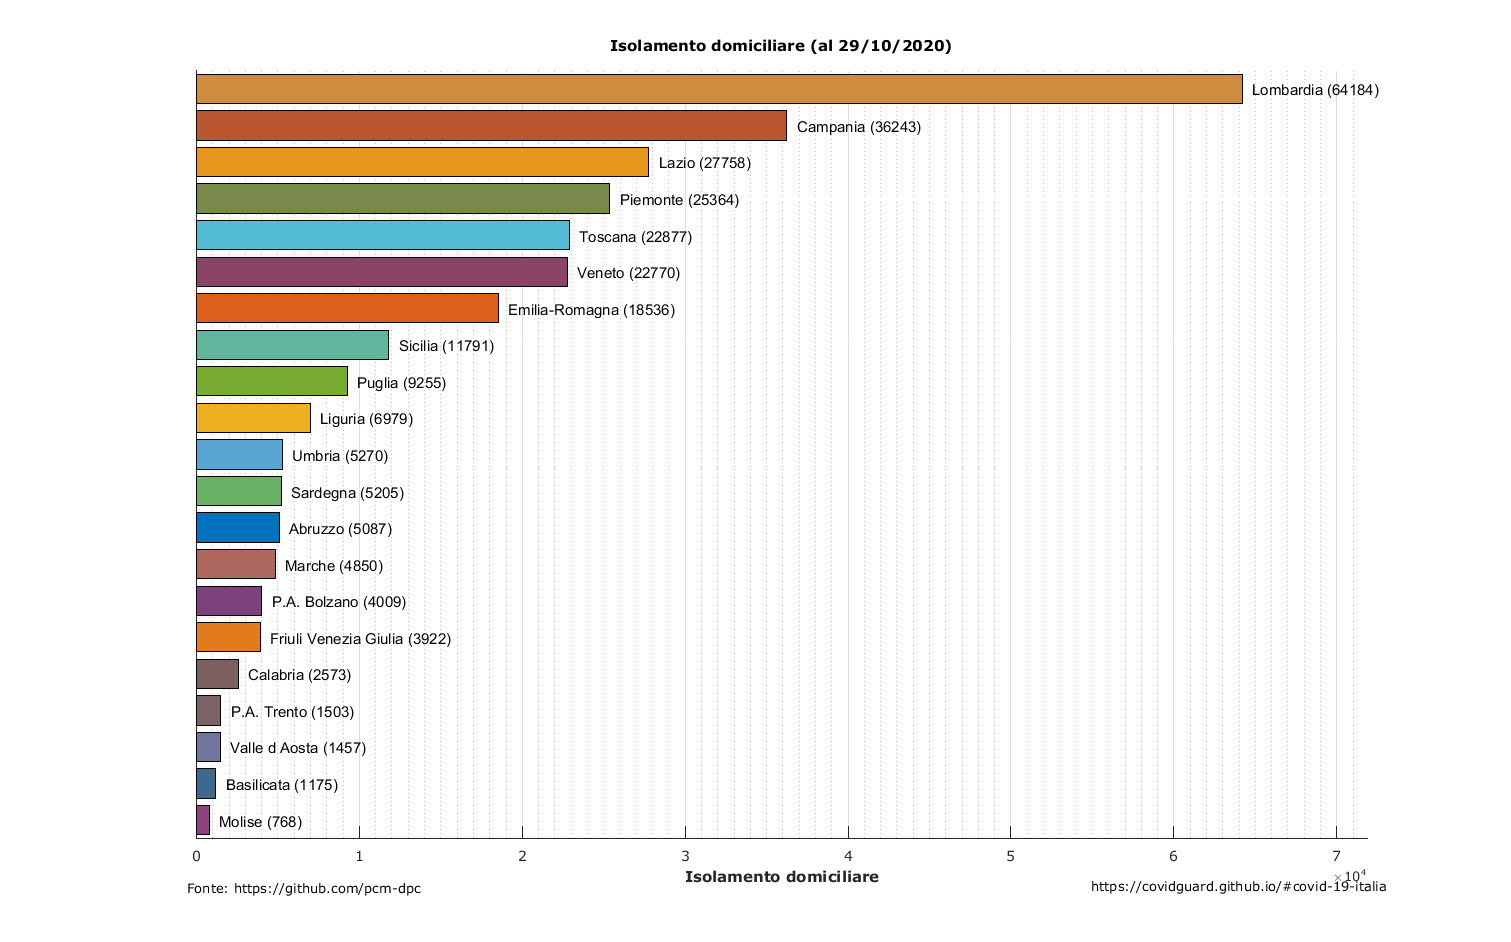 Isolamento domiciliare (al 29/10/2020)
Lombardia (64184)
Campania (36243)
Lazio (27758)
Piemonte (25364)
Toscana (22877)
Veneto (22770)
Emilia-Romagna (18536)
Sicilia (11791)
Puglia (9255)
Liguria (6979)
Umbria (5270)
Sardegna (5205)
Abruzzo (5087)
Marche (4850)
P.A. Bolzano (4009)
Friuli Venezia Giulia (3922)
Calabria (2573)
P.A. Trento (1503)
Valle d Aosta (1457)
Basilicata (1175)
Molise (768)
0 1 2 3 4 5 6 7
×10⁴
Isolamento domiciliare
Fonte: https://github.com/pcm-dpc
https://covidguard.github.io/#covid-19-italia